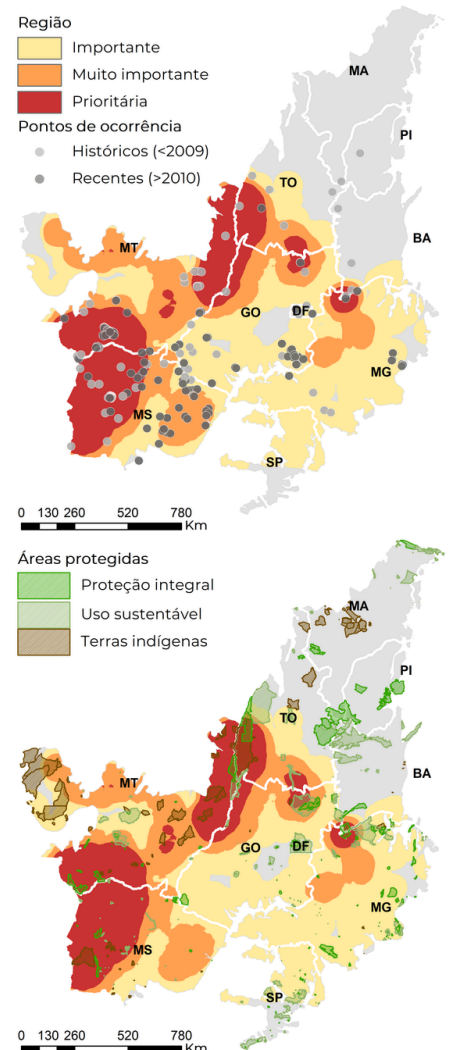 Região
Importante
Muito importante
Prioritária
Pontos de ocorrência
Históricos (<2009)
Recentes (>2010)
MA
PI
TO
BA
MT
GO
DF
MG
MS
SP
0 130 260 520 780
Km
Áreas protegidas
Proteção integral
Uso sustentável
Terras indígenas
MA
PI
TO
BA
MT
GO
DF
MG
MS
SP
0 130 260 520 780
Km